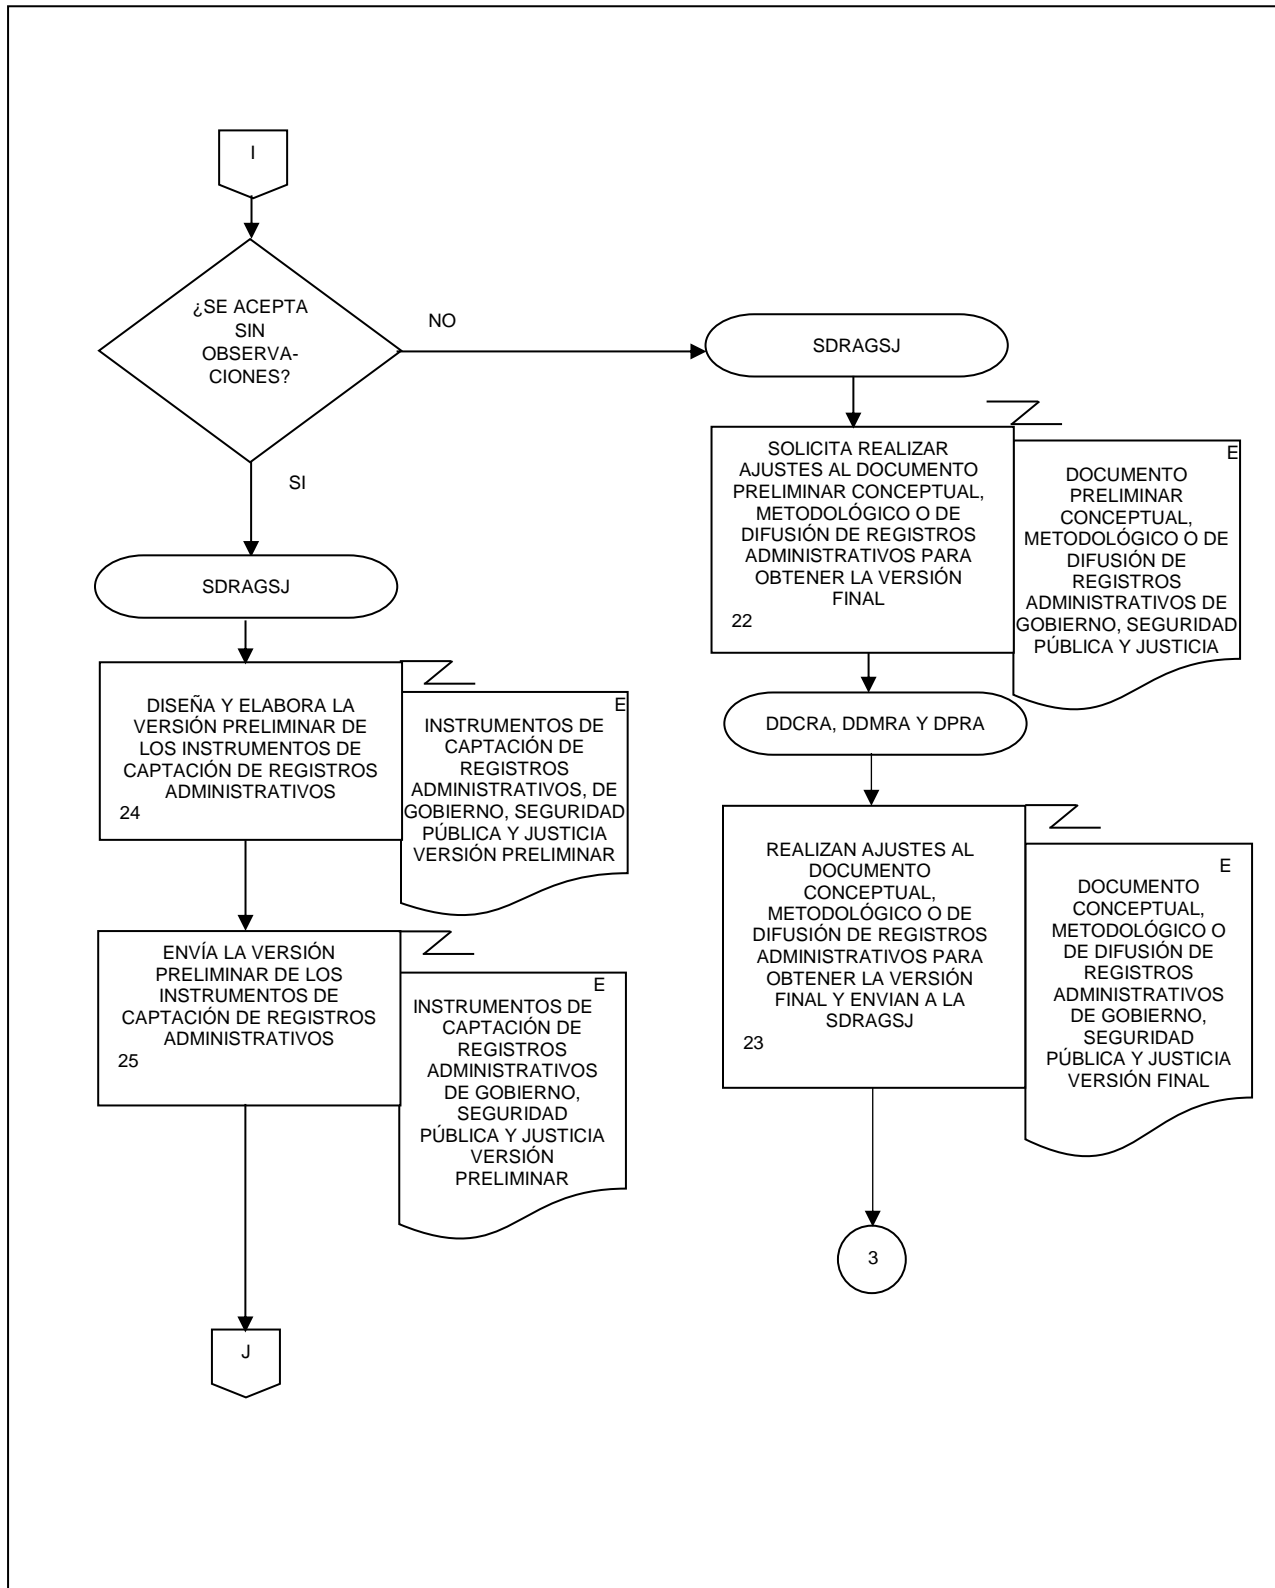 I
¿SE ACEPTA
SIN
OBSERVA-
CIONES?
NO
SI
SDRAGSJ
SOLICITA REALIZAR
AJUSTES AL DOCUMENTO
PRELIMINAR CONCEPTUAL,
METODOLÓGICO O DE
DIFUSIÓN DE REGISTROS
ADMINISTRATIVOS PARA
OBTENER LA VERSIÓN
FINAL
22
E
DOCUMENTO
PRELIMINAR
CONCEPTUAL,
METODOLÓGICO O DE
DIFUSIÓN DE
REGISTROS
ADMINISTRATIVOS DE
GOBIERNO, SEGURIDAD
PÚBLICA Y JUSTICIA
DDCRA, DDMRA Y DPRA
REALIZAN AJUSTES AL
DOCUMENTO
CONCEPTUAL,
METODOLÓGICO O DE
DIFUSIÓN DE REGISTROS
ADMINISTRATIVOS PARA
OBTENER LA VERSIÓN
FINAL Y ENVIAN A LA
SDRAGSJ
23
E
DOCUMENTO
CONCEPTUAL,
METODOLÓGICO O
DE DIFUSIÓN DE
REGISTROS
ADMINISTRATIVOS
DE GOBIERNO,
SEGURIDAD
PÚBLICA Y JUSTICIA
VERSIÓN FINAL
3
SDRAGSJ
DISEÑA Y ELABORA LA
VERSIÓN PRELIMINAR DE
LOS INSTRUMENTOS DE
CAPTACIÓN DE REGISTROS
ADMINISTRATIVOS
24
E
INSTRUMENTOS DE
CAPTACIÓN DE
REGISTROS
ADMINISTRATIVOS, DE
GOBIERNO, SEGURIDAD
PÚBLICA Y JUSTICIA
VERSIÓN PRELIMINAR
ENVÍA LA VERSIÓN
PRELIMINAR DE LOS
INSTRUMENTOS DE
CAPTACIÓN DE REGISTROS
ADMINISTRATIVOS
25
E
INSTRUMENTOS DE
CAPTACIÓN DE
REGISTROS
ADMINISTRATIVOS
DE GOBIERNO,
SEGURIDAD
PÚBLICA Y JUSTICIA
VERSIÓN
PRELIMINAR
J